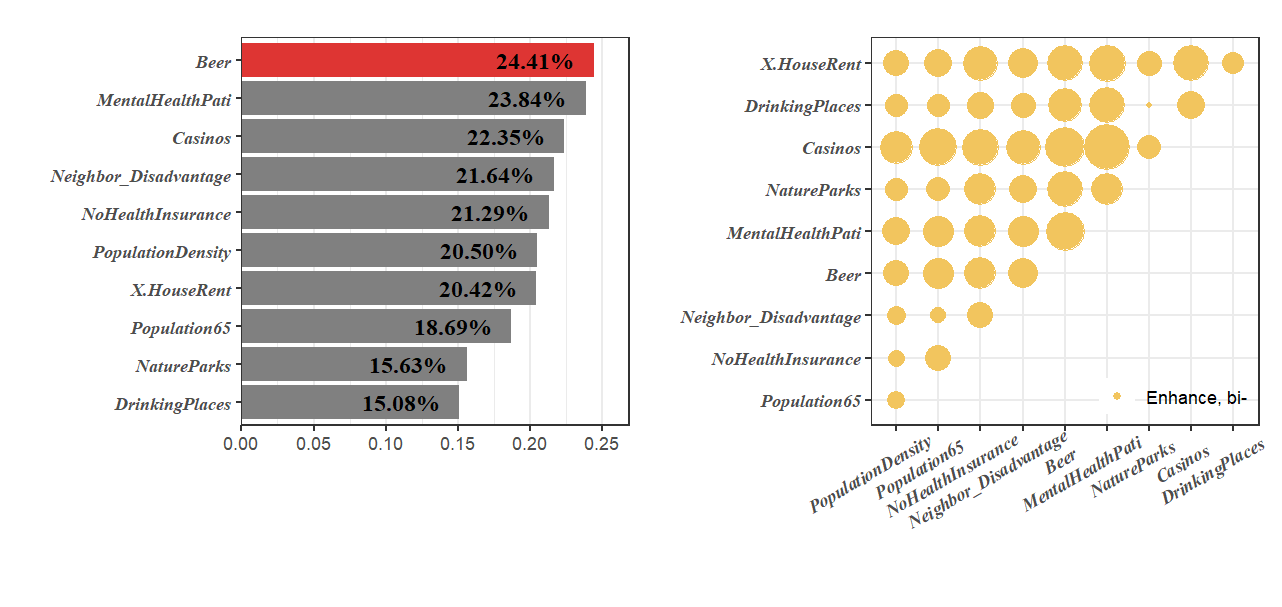 Beer
24.41%
MentalHealthPati
23.84%
Casinos
22.35%
Neighbor_Disadvantage
21.64%
NoHealthInsurance
21.29%
PopulationDensity
20.50%
X.HouseRent
20.42%
Population65
18.69%
NatureParks
15.63%
DrinkingPlaces
15.08%
0.00 0.05 0.10 0.15 0.20 0.25
X.HouseRent
DrinkingPlaces
Casinos
NatureParks
MentalHealthPati
Beer
Neighbor_Disadvantage
NoHealthInsurance
Population65
Enhance, bi-
PopulationDensity
Population65
NoHealthInsurance
Neighbor_Disadvantage
Beer
MentalHealthPati
NatureParks
Casinos
DrinkingPlaces